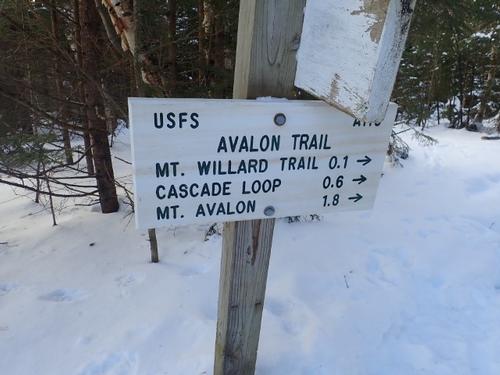 USFS
AVALON TRAIL
MT. WILLARD TRAIL 0.1 →
CASCADE LOOP 0.6 →
MT. AVALON 1.8 →